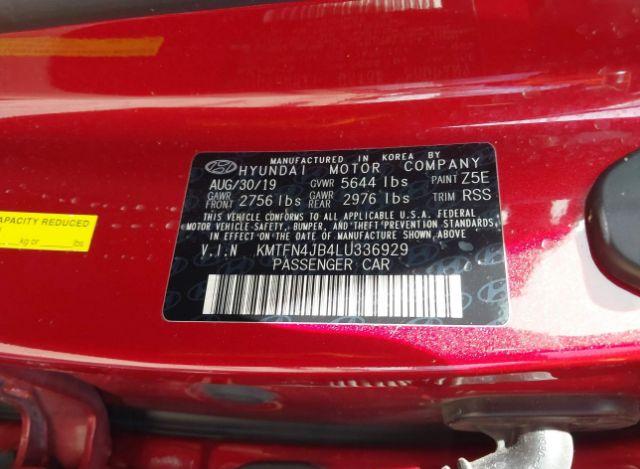 MANUFACTURED IN KOREA BY
HYUNDAI MOTOR COMPANY
AUG/30/19 GVWR 5644 lbs PAINT Z5E
GAWR FRONT 2756 lbs GAWR REAR 2976 lbs TRIM RSS
THIS VEHICLE CONFORMS TO ALL APPLICABLE U.S.A. FEDERAL
MOTOR VEHICLE-SAFETY, BUMPER, AND THEFT PREVENTION STANDARDS
IN EFFECT ON THE DATE OF MANUFACTURE SHOWN ABOVE.
V.I.N KMTFN4JB4LU336929
PASSENGER CAR
APACITY REDUCED
kg or lbs